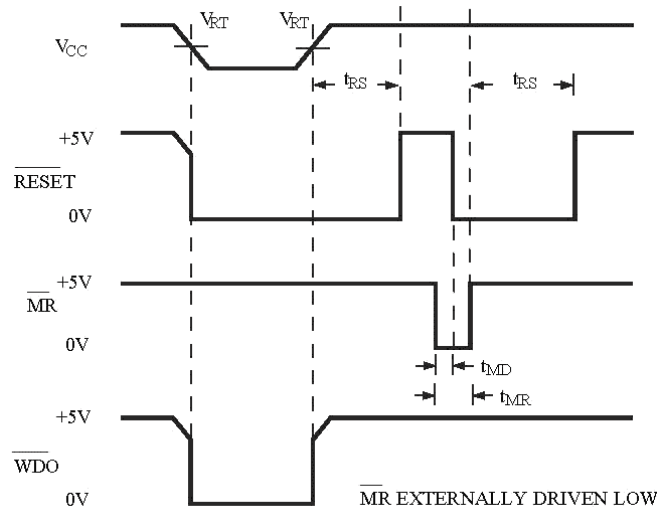 VRT VRT
VCC
tRS tRS
+5V
RESET
0V
+5V
MR
0V
tMD
tMR
+5V
WDO
0V
MR EXTERNALLY DRIVEN LOW